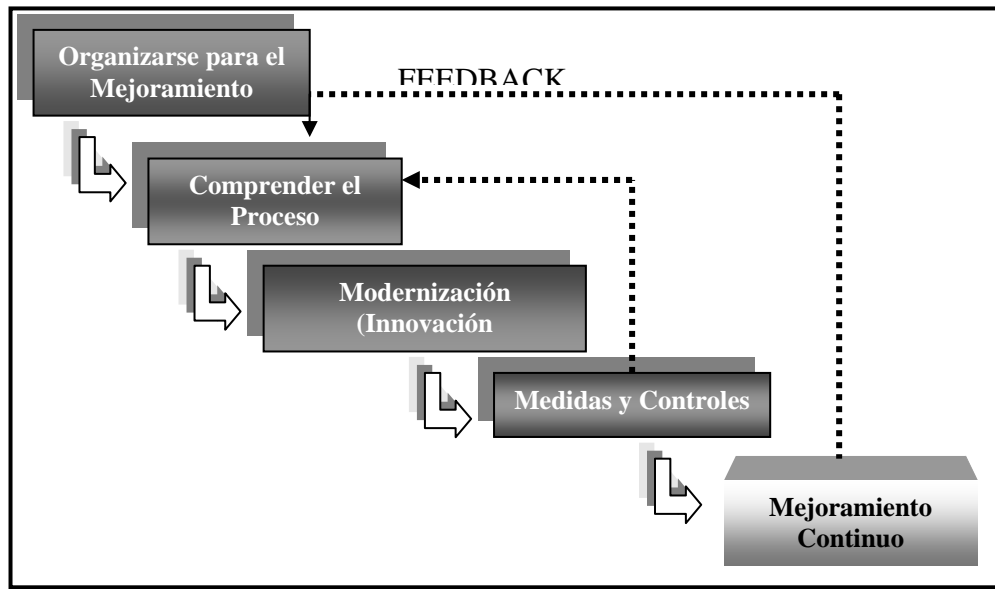 Organizarse para el
Mejoramiento
FEEDBACK
Comprender el
Proceso
Modernización
(Innovación
Medidas y Controles
Mejoramiento
Continuo